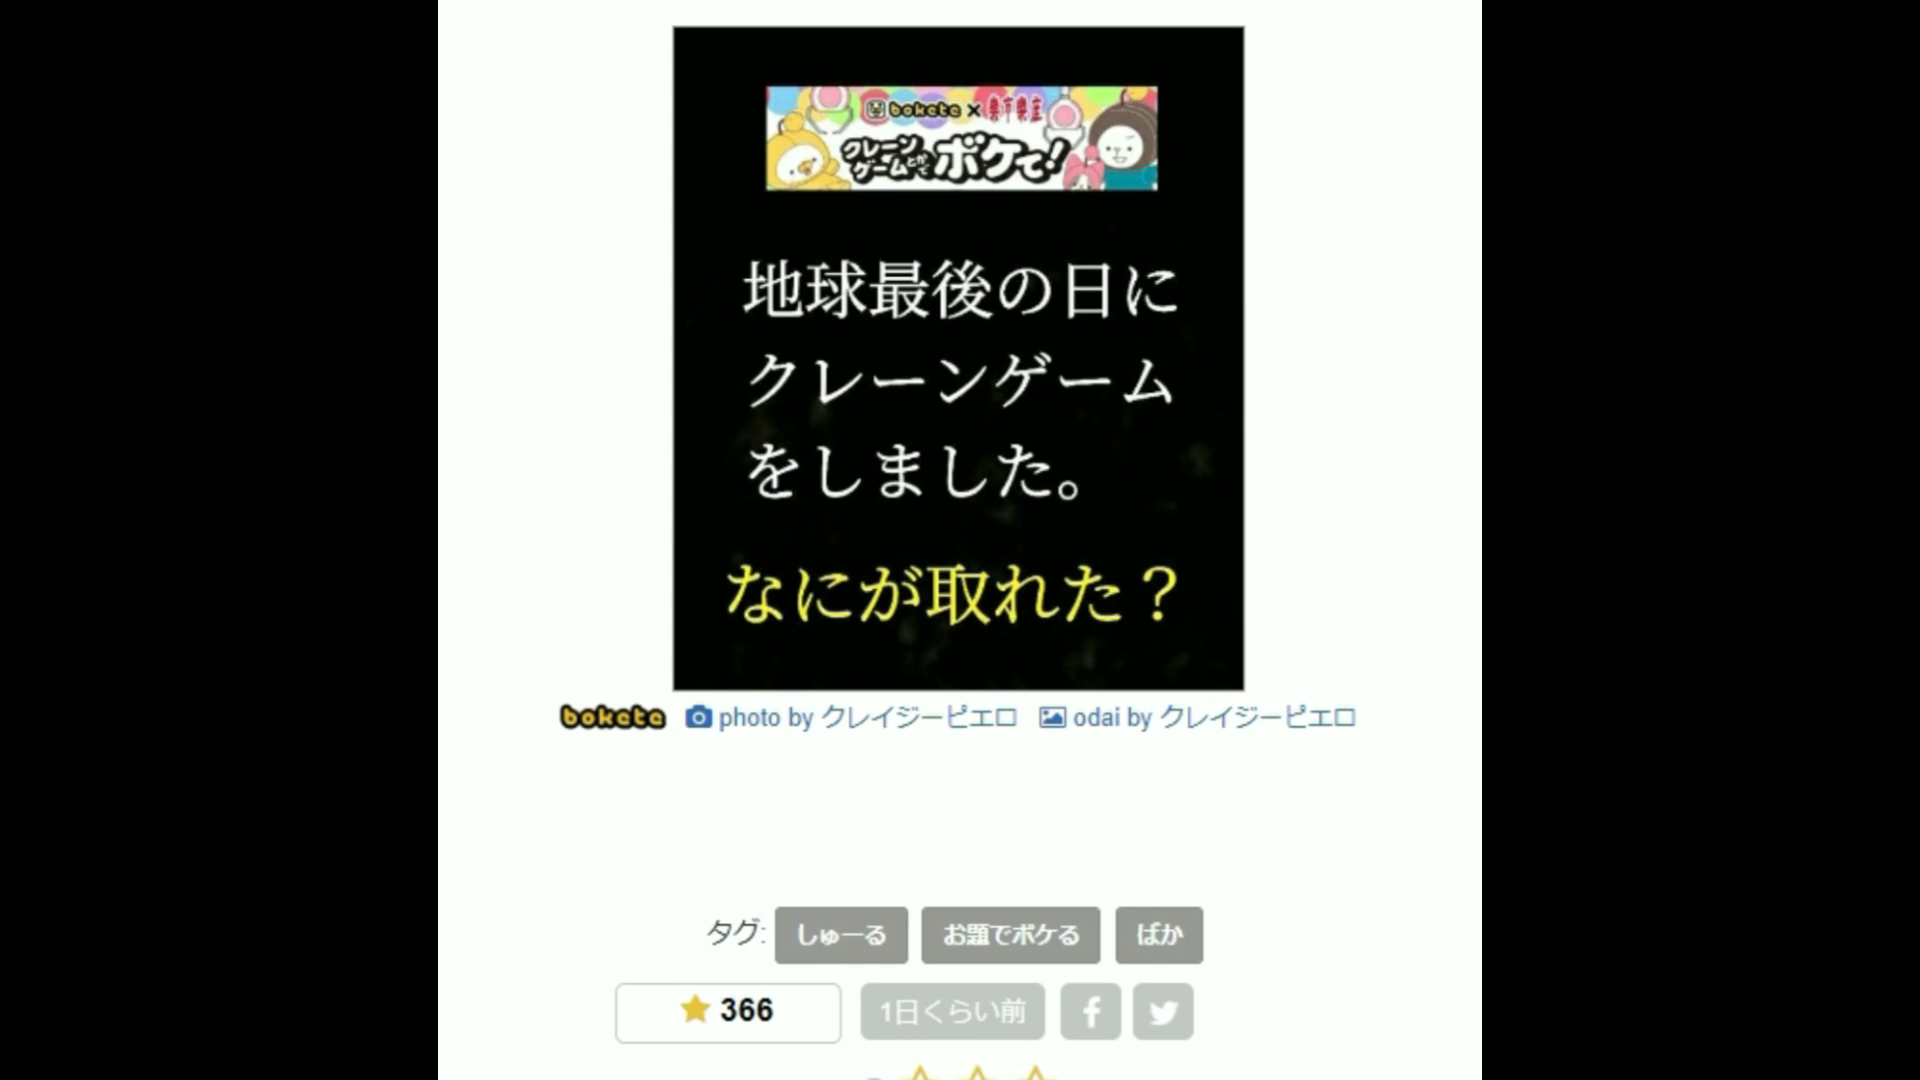 bokete × 楽市楽座
クレーン
ゲームとかで
ボケて!
地球最後の日に
クレーンゲーム
をしました。
なにが取れた？
bokete photo by クレイジーピエロ odai by クレイジーピエロ
タグ: しゅーる お題でボケる ばか
366 1日くらい前